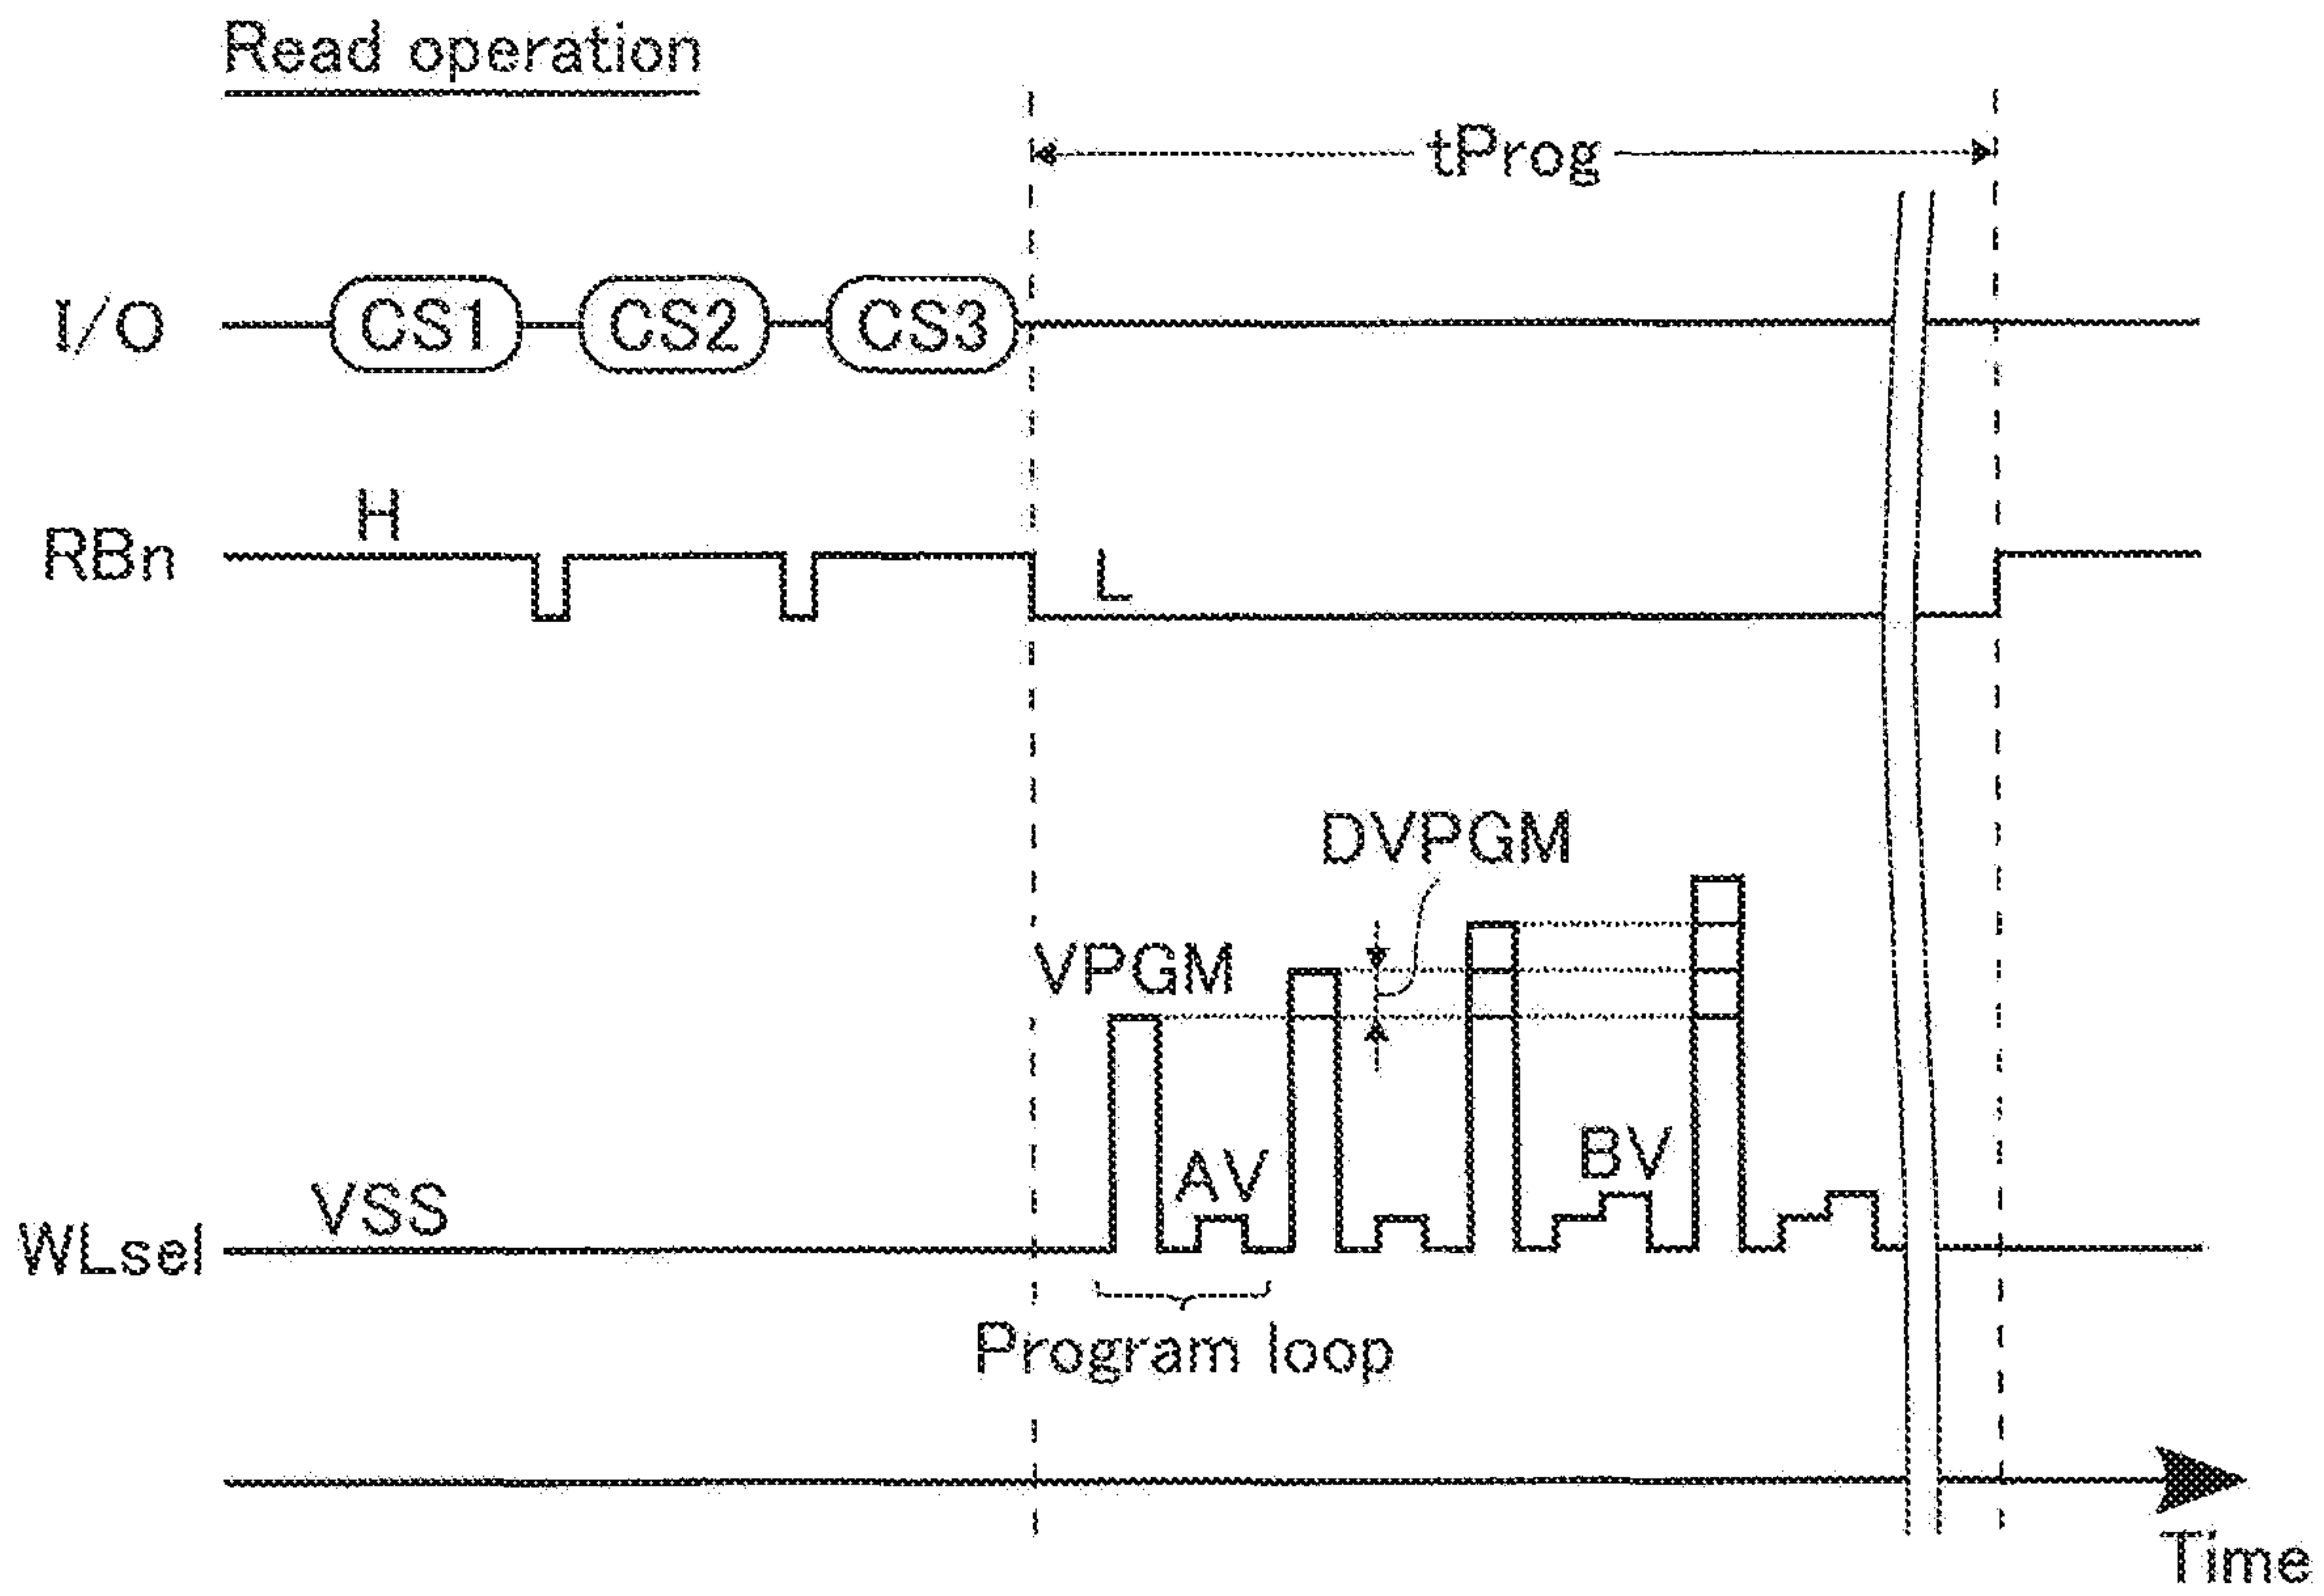 Read operation
tProg
I/O CS1 CS2 CS3
H
RBn L
DVPGM
VPGM
AV BV
VSS
WLsel
Program loop
Time